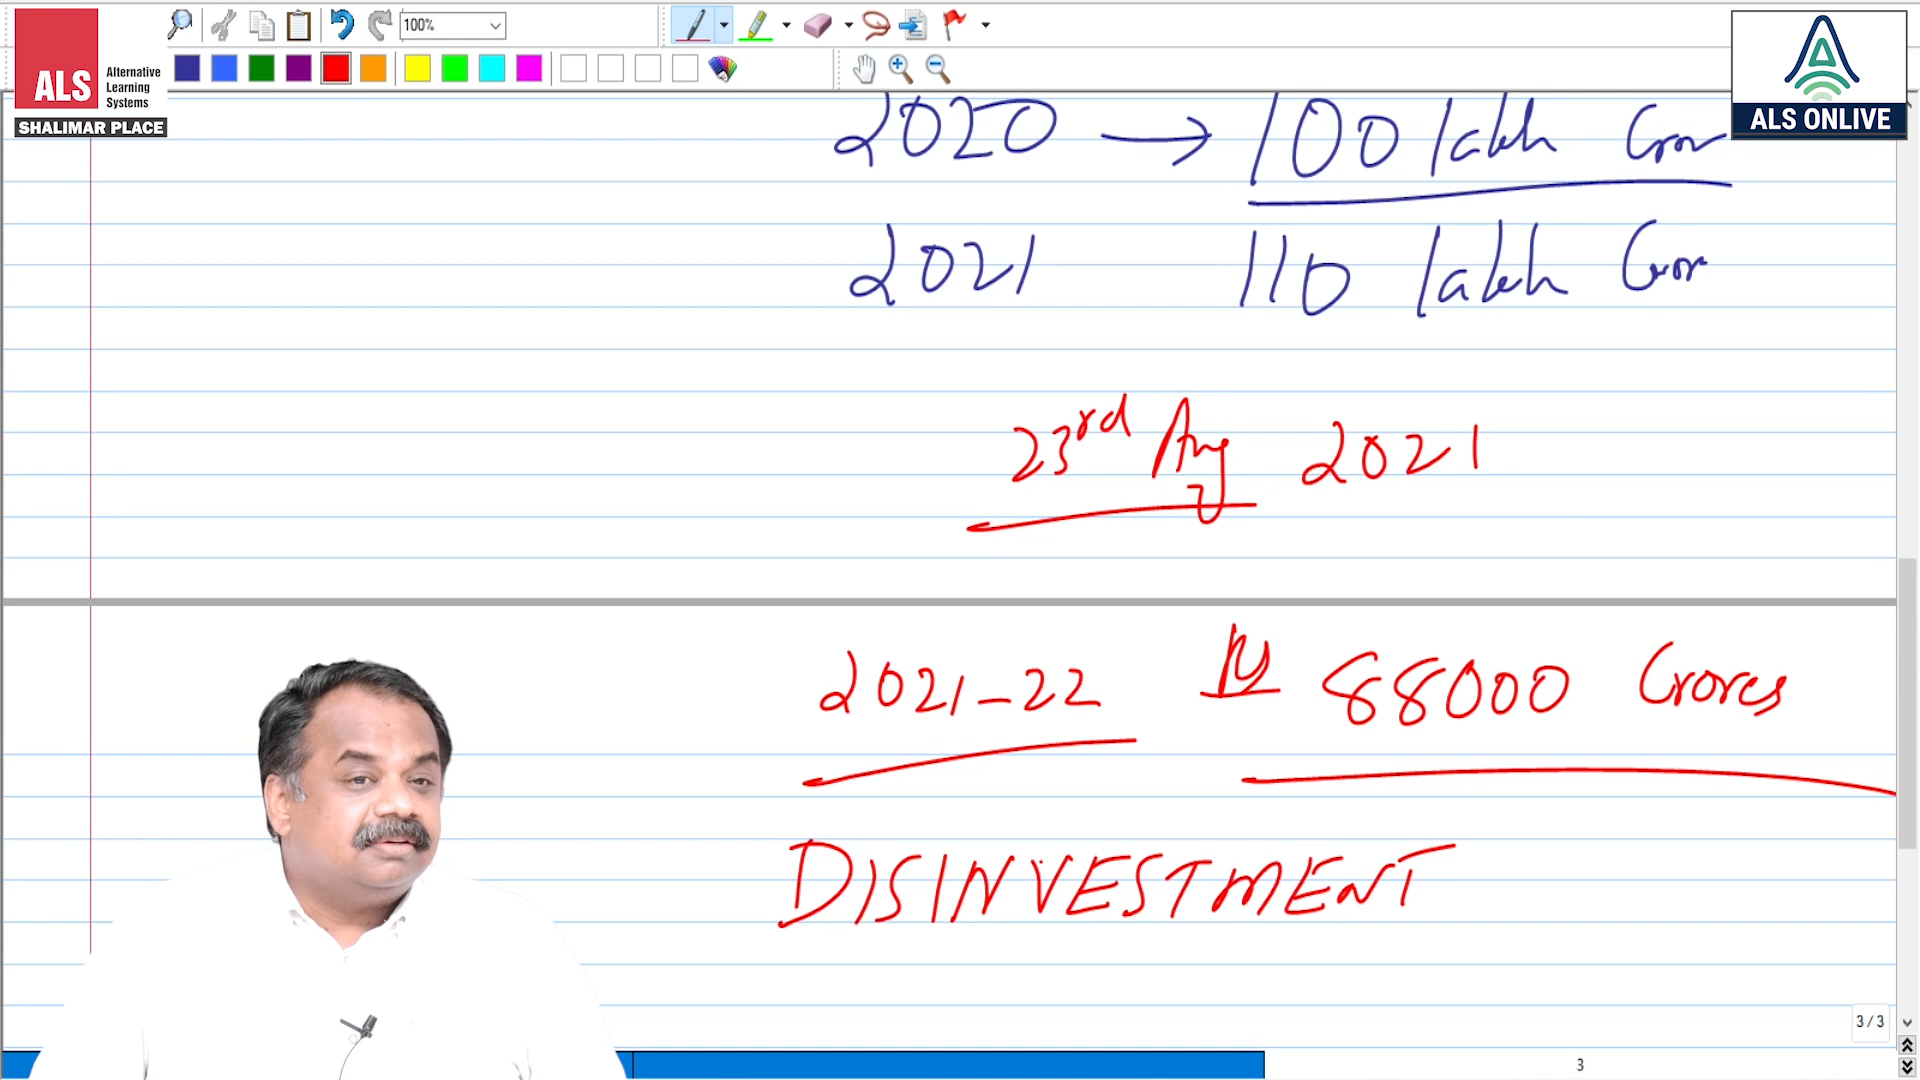 100%
ALS
Alternative
Learning
Systems
SHALIMAR PLACE
ALS ONLIVE
2020 → 100 lakh Cror
2021 110 lakh Cror
23rd Aug 2021
2021-22 88000 Crores
DISINVESTMENT
3/3
3